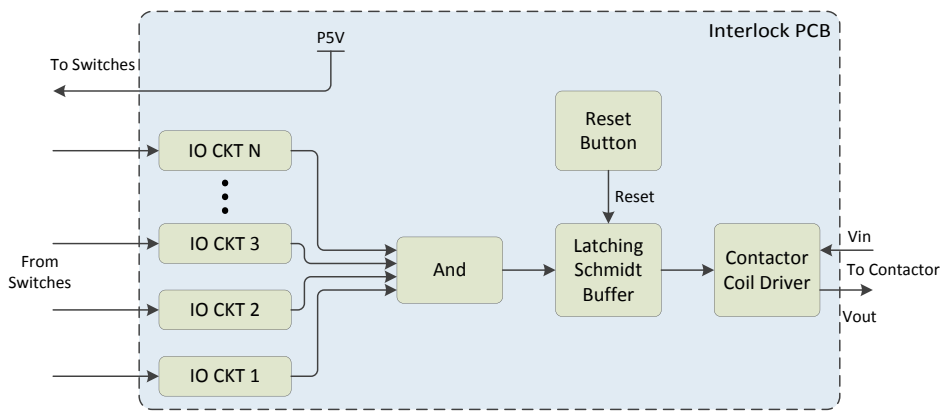 Interlock PCB
P5V
To Switches
IO CKT N
Reset
Button
Reset
IO CKT 3
From
Switches
And
Latching
Schmidt
Buffer
Contactor
Coil Driver
Vin
To Contactor
Vout
IO CKT 2
IO CKT 1